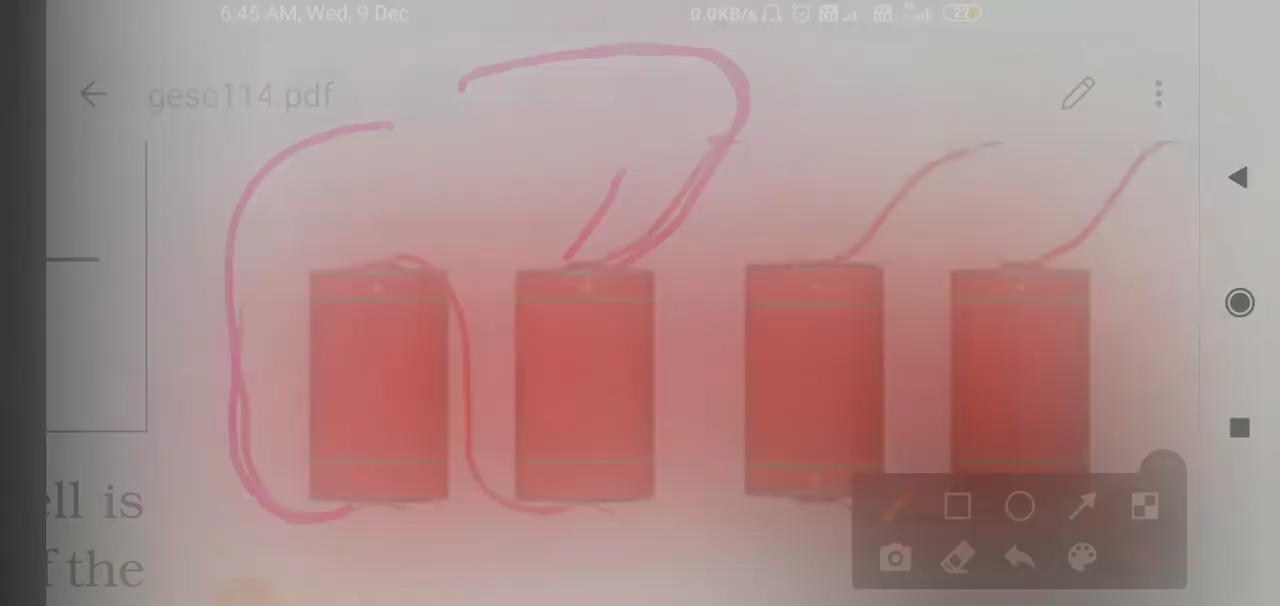 6:45 AM, Wed, 9 Dec 0.0KB/s 22
gesc114.pdf
ell is
f the